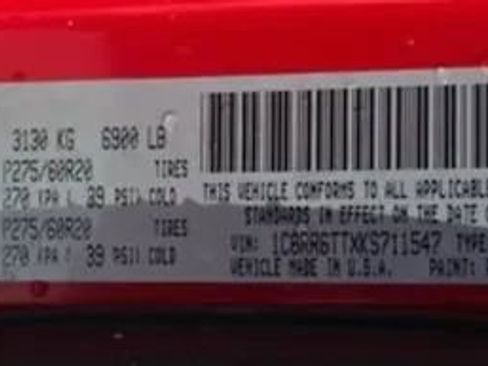 3130 KG 6900 LB
P275/60R20 TIRES
270 KPA ( 39 PSI) COLD
P275/60R20 TIRES
270 KPA ( 39 PSI) COLD
THIS VEHICLE CONFORMS TO ALL APPLICABLE
STANDARDS IN EFFECT ON THE DATE
VIN: 1C6RR6TTXKS711547 TYPE
VEHICLE MADE IN U.S.A. PAINT: